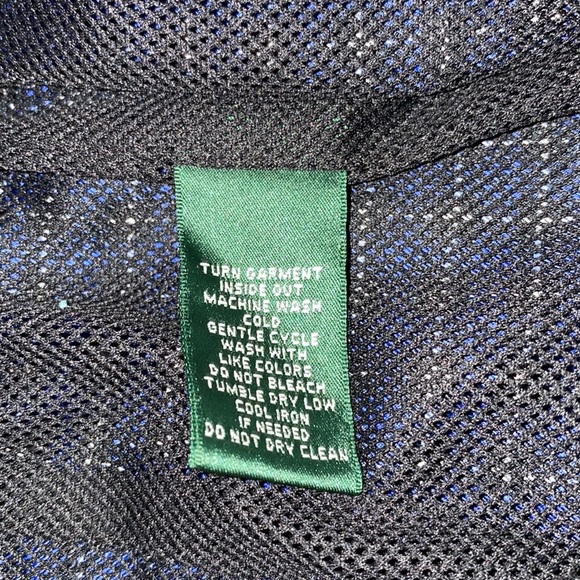 TURN GARMENT
INSIDE OUT
MACHINE WASH
COLD
GENTLE CYCLE
WASH WITH
LIKE COLORS
DO NOT BLEACH
TUMBLE DRY LOW
COOL IRON
IF NEEDED
DO NOT DRY CLEAN